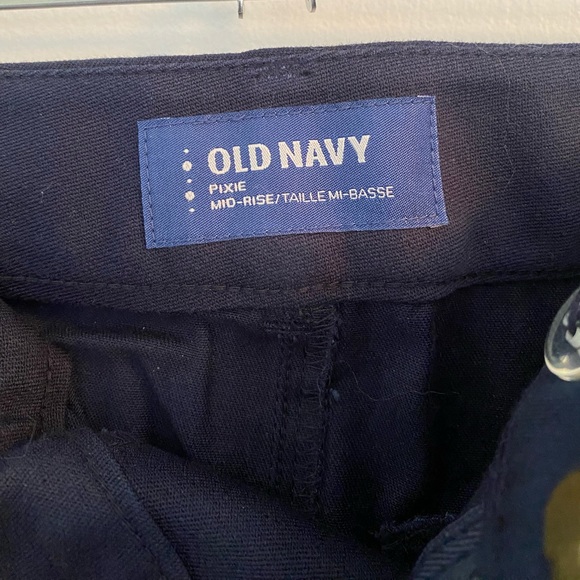 OLD NAVY
PIXIE
MID-RISE/TAILLE MI-BASSE